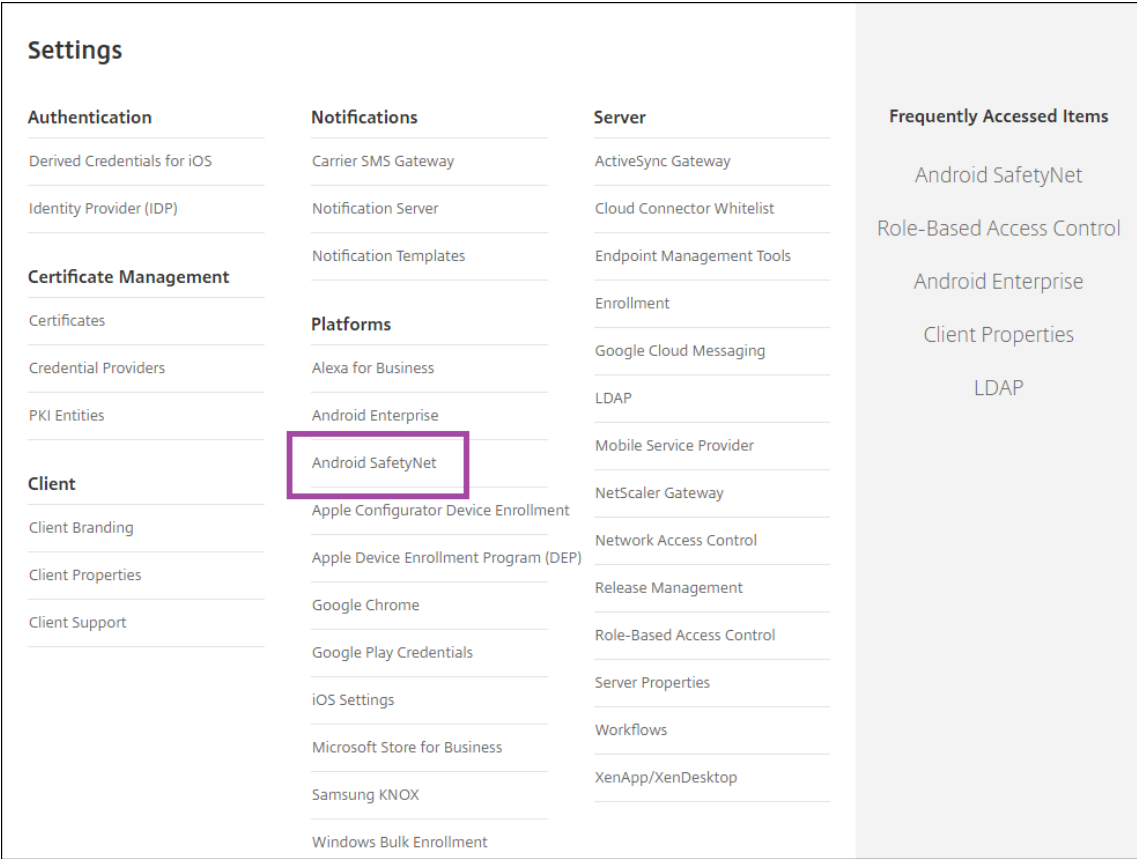 Settings
Authentication
Derived Credentials for iOS
Identity Provider (IDP)
Certificate Management
Certificates
Credential Providers
PKI Entities
Client
Client Branding
Client Properties
Client Support
Notifications
Carrier SMS Gateway
Notification Server
Notification Templates
Platforms
Alexa for Business
Android Enterprise
Android SafetyNet
Apple Configurator Device Enrollment
Apple Device Enrollment Program (DEP)
Google Chrome
Google Play Credentials
iOS Settings
Microsoft Store for Business
Samsung KNOX
Windows Bulk Enrollment
Server
ActiveSync Gateway
Cloud Connector Whitelist
Endpoint Management Tools
Enrollment
Google Cloud Messaging
LDAP
Mobile Service Provider
NetScaler Gateway
Network Access Control
Release Management
Role-Based Access Control
Server Properties
Workflows
XenApp/XenDesktop
Frequently Accessed Items
Android SafetyNet
Role-Based Access Control
Android Enterprise
Client Properties
LDAP